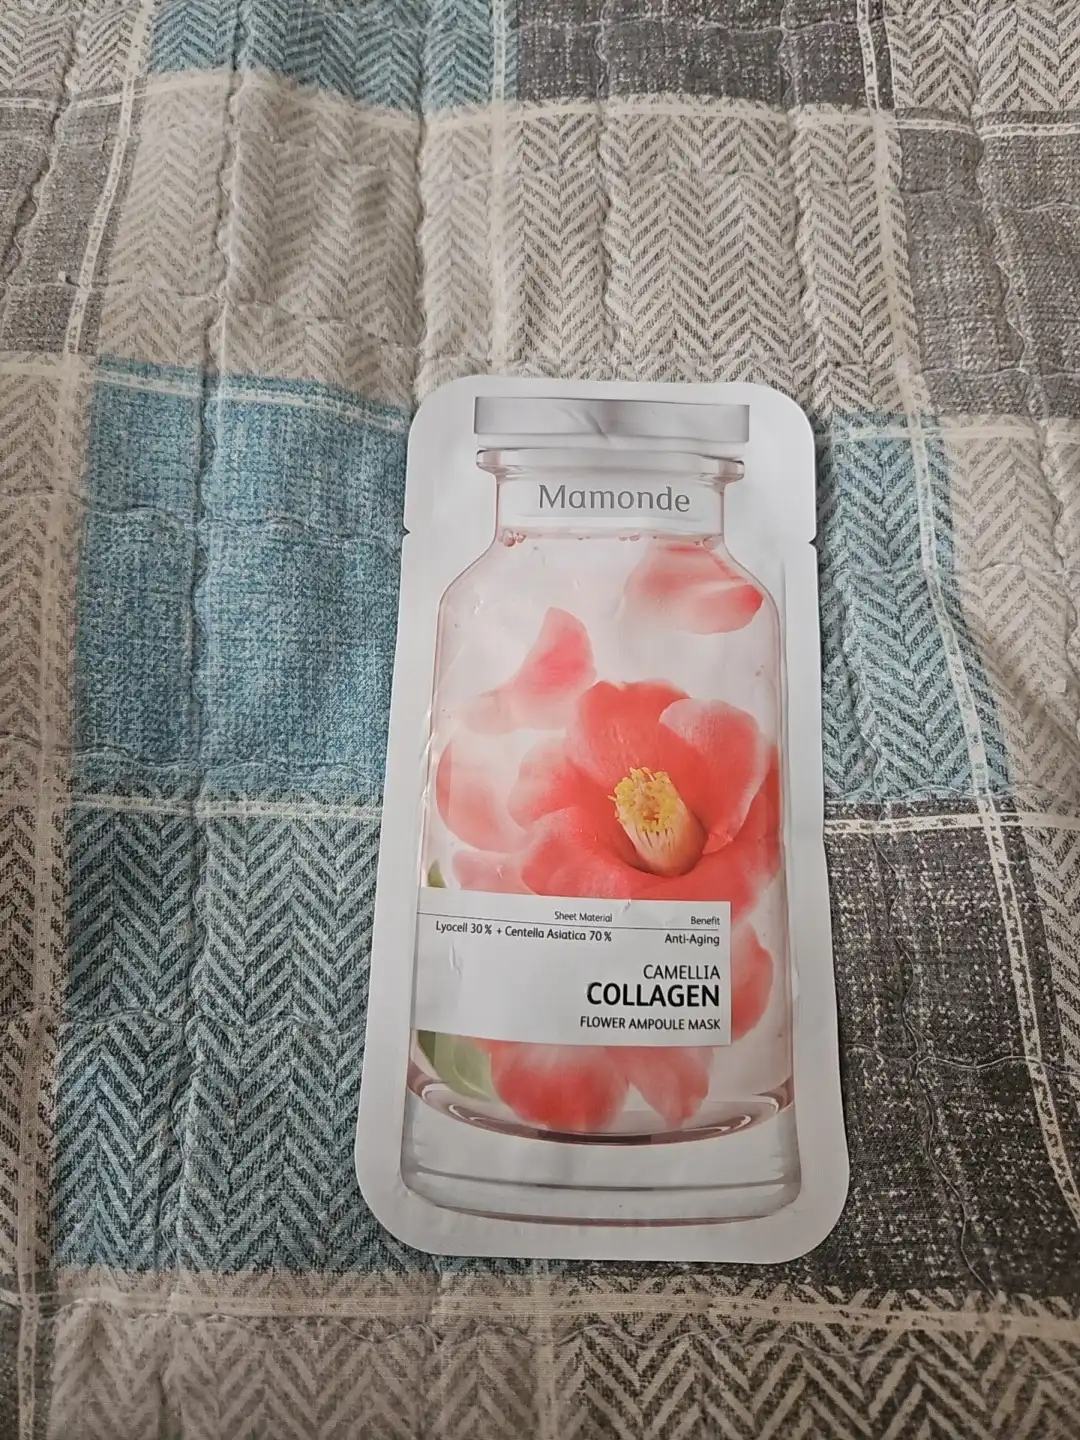 Mamonde
Sheet Material
Lyocell 30% + Centella Asiatica 70%
Benefit
Anti-Aging
CAMELLIA
COLLAGEN
FLOWER AMPOULE MASK